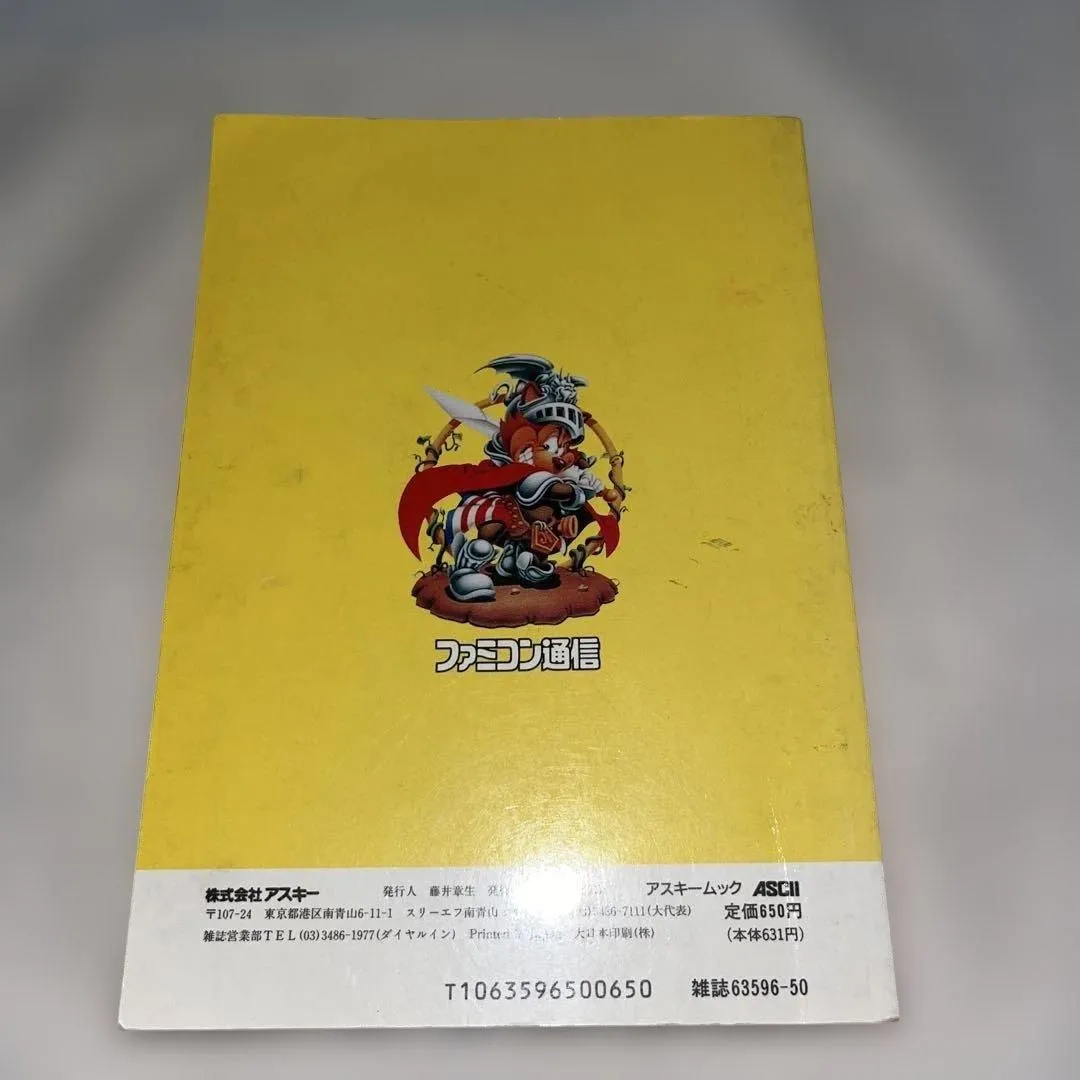 ファミコン通信
株式会社アスキー 発行人 藤井章生 アスキームック ASCII
〒107-24 東京都港区南青山6-11-1 スリーエフ南青山 486-7111(大代表) 定価650円
雑誌営業部TEL(03)3486-1977(ダイヤルイン) Printed 大日本印刷(株) (本体631円)
T1063596500650 雑誌63596-50